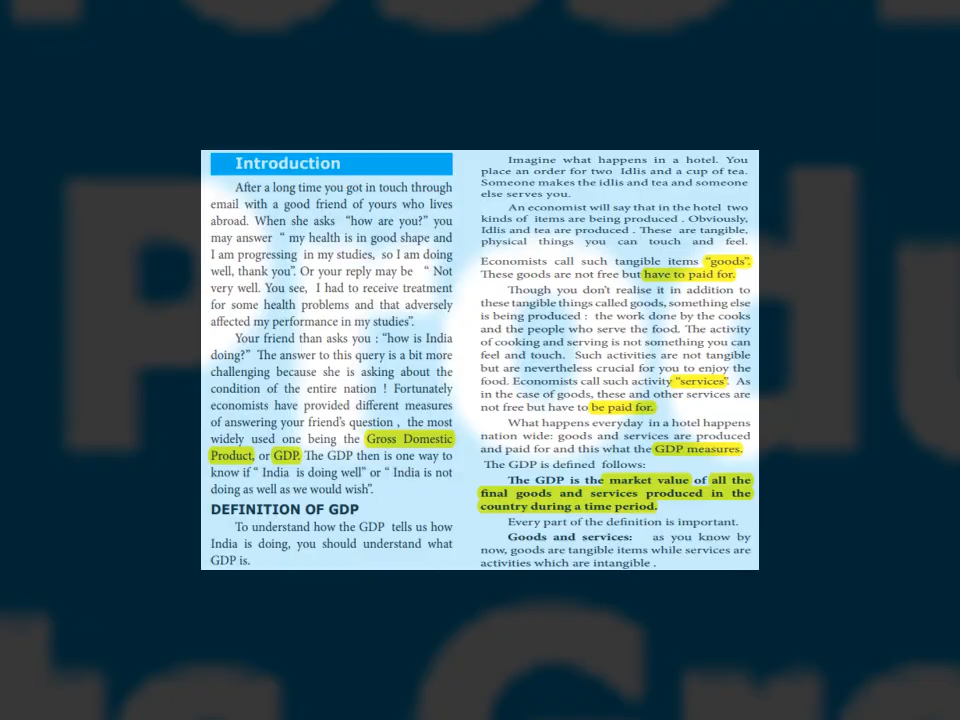 Introduction
After a long time you got in touch through
email with a good friend of yours who lives
abroad. When she asks “how are you?” you
may answer “ my health is in good shape and
I am progressing in my studies, so I am doing
well, thank you”. Or your reply may be “ Not
very well. You see, I had to receive treatment
for some health problems and that adversely
affected my performance in my studies”.
Your friend than asks you : “how is India
doing?” The answer to this query is a bit more
challenging because she is asking about the
condition of the entire nation ! Fortunately
economists have provided different measures
of answering your friend’s question , the most
widely used one being the Gross Domestic
Product, or GDP. The GDP then is one way to
know if “ India is doing well” or “ India is not
doing as well as we would wish”.
DEFINITION OF GDP
To understand how the GDP tells us how
India is doing, you should understand what
GDP is.
Imagine what happens in a hotel. You
place an order for two Idlis and a cup of tea.
Someone makes the idlis and tea and someone
else serves you.
An economist will say that in the hotel two
kinds of items are being produced . Obviously,
Idlis and tea are produced . These are tangible,
physical things you can touch and feel.
Economists call such tangible items “goods”.
These goods are not free but have to paid for.
Though you don’t realise it in addition to
these tangible things called goods, something else
is being produced : the work done by the cooks
and the people who serve the food. The activity
of cooking and serving is not something you can
feel and touch. Such activities are not tangible
but are nevertheless crucial for you to enjoy the
food. Economists call such activity “services”. As
in the case of goods, these and other services are
not free but have to be paid for.
What happens everyday in a hotel happens
nation wide: goods and services are produced
and paid for and this what the GDP measures.
The GDP is defined follows:
The GDP is the market value of all the
final goods and services produced in the
country during a time period.
Every part of the definition is important.
Goods and services: as you know by
now, goods are tangible items while services are
activities which are intangible .